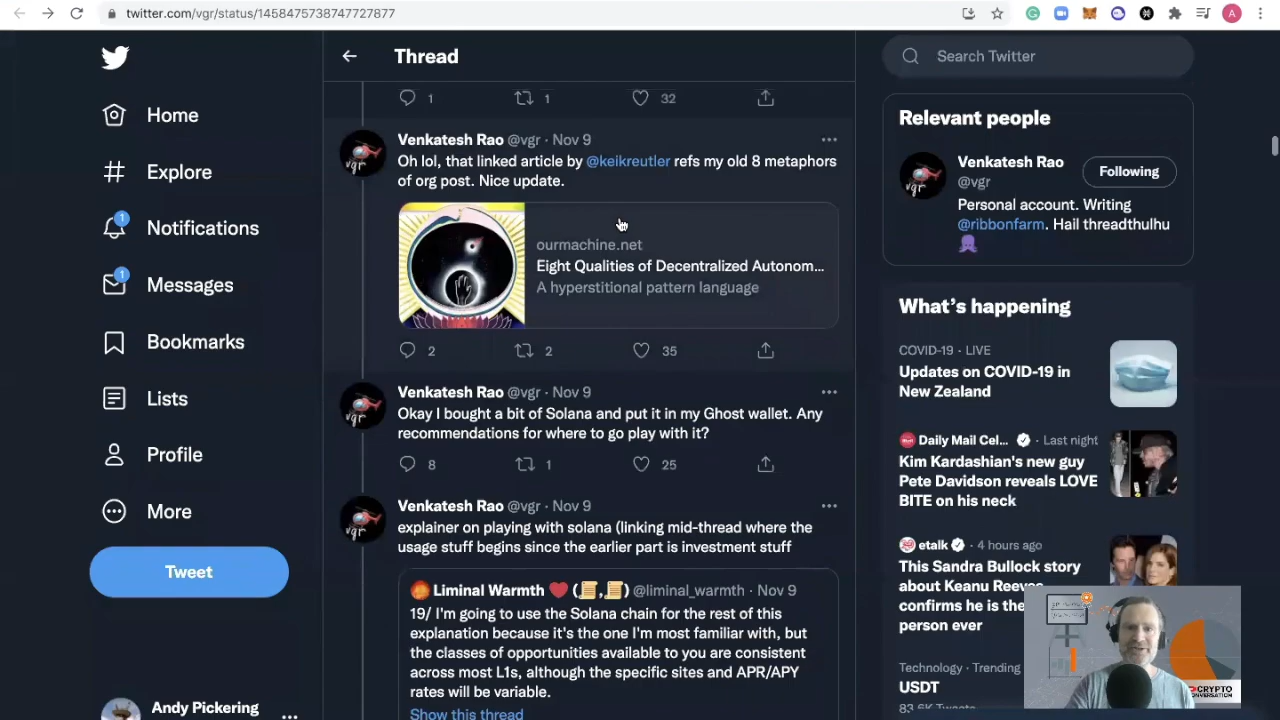 twitter.com/vgr/status/1458475738747727877
A
Thread
Search Twitter
Home
Explore
1
Notifications
1
Messages
Bookmarks
Lists
Profile
More
Tweet
Andy Pickering
1
1
32
Venkatesh Rao @vgr · Nov 9
Oh lol, that linked article by @keikreutler refs my old 8 metaphors
of org post. Nice update.
ourmachine.net
Eight Qualities of Decentralized Autonom...
A hyperstitional pattern language
2
2
35
Venkatesh Rao @vgr · Nov 9
Okay I bought a bit of Solana and put it in my Ghost wallet. Any
recommendations for where to go play with it?
8
1
25
Venkatesh Rao @vgr · Nov 9
explainer on playing with solana (linking mid-thread where the
usage stuff begins since the earlier part is investment stuff
Liminal Warmth ❤️ (📜,📜) @liminal_warmth · Nov 9
19/ I'm going to use the Solana chain for the rest of this
explanation because it's the one I'm most familiar with, but
the classes of opportunities available to you are consistent
across most L1s, although the specific sites and APR/APY
rates will be variable.
Show this thread
Relevant people
Venkatesh Rao
@vgr
Following
Personal account. Writing
@ribbonfarm. Hail threadthulhu
🐙
What's happening
COVID-19 · LIVE
Updates on COVID-19 in
New Zealand
Daily Mail Cel... · Last night
Kim Kardashian's new guy
Pete Davidson reveals LOVE
BITE on his neck
etalk · 4 hours ago
This Sandra Bullock story
about Keanu Reeves
confirms he is the
person ever
Technology · Trending
USDT
83.6K Tweets
CRYPTO
CONVERSATION